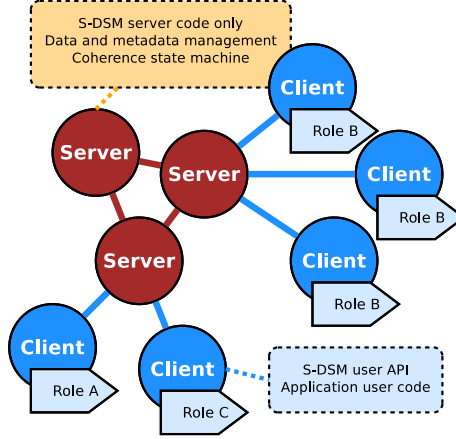 S-DSM server code only
Data and metadata management
Coherence state machine
Client
Role B
Server
Server
Client
Role B
Server
Client
Role B
Client
Role A
Client
Role C
S-DSM user API
Application user code